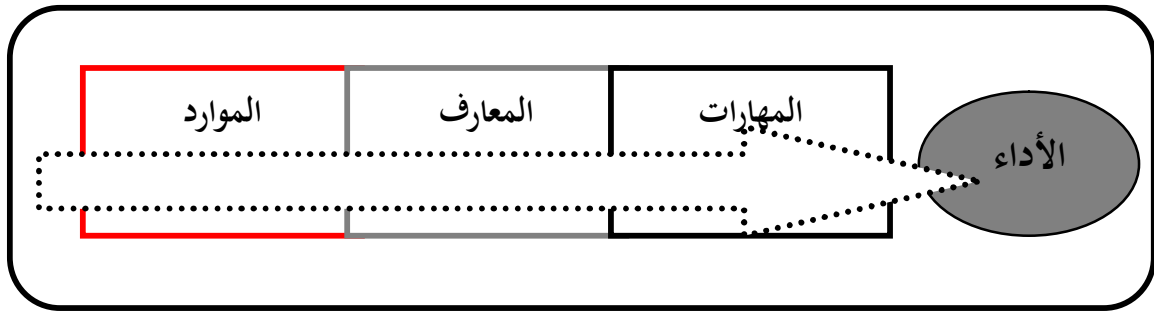 الموارد
المعارف
المهارات
الأداء